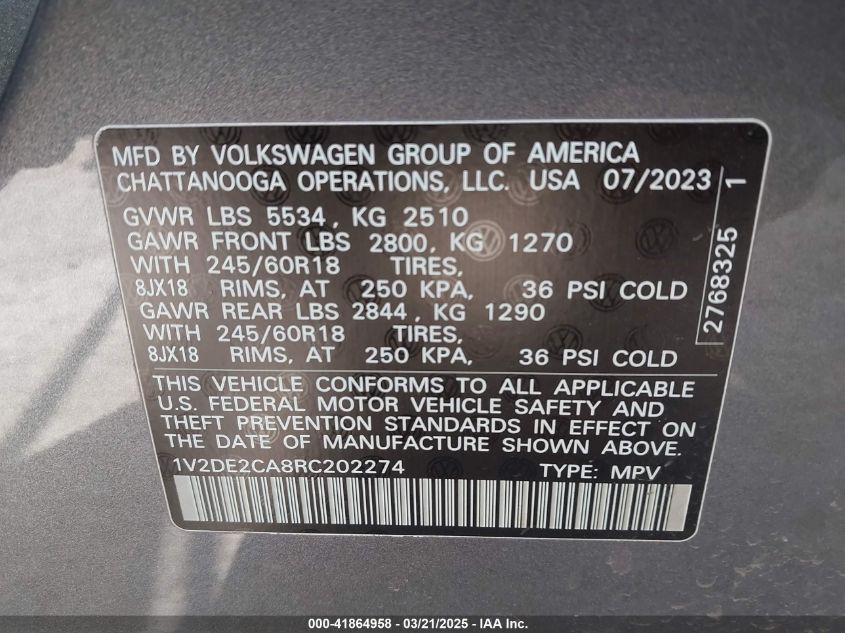 MFD BY VOLKSWAGEN GROUP OF AMERICA
CHATTANOOGA OPERATIONS, LLC. USA 07/2023
GVWR LBS 5534, KG 2510
GAWR FRONT LBS 2800, KG 1270
WITH 245/60R18 TIRES,
8JX18 RIMS, AT 250 KPA, 36 PSI COLD
GAWR REAR LBS 2844, KG 1290
WITH 245/60R18 TIRES,
8JX18 RIMS, AT 250 KPA, 36 PSI COLD
2768325 1
THIS VEHICLE CONFORMS TO ALL APPLICABLE
U.S. FEDERAL MOTOR VEHICLE SAFETY AND
THEFT PREVENTION STANDARDS IN EFFECT ON
THE DATE OF MANUFACTURE SHOWN ABOVE.
1V2DE2CA8RC202274 TYPE: MPV
000-41864958 - 03/21/2025 - IAA Inc.